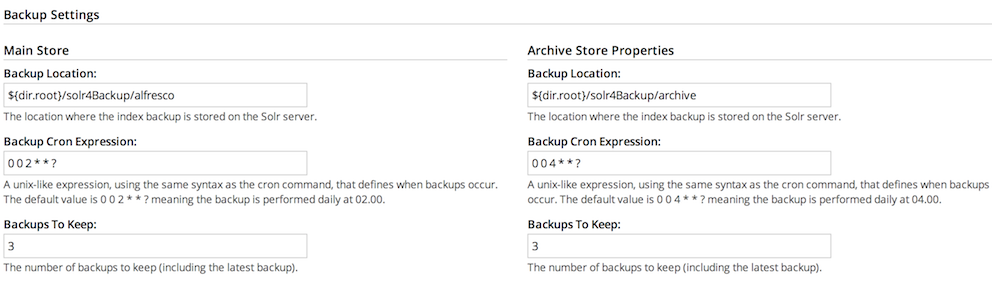 Backup Settings
Main Store
Backup Location:
${dir.root}/solr4Backup/alfresco
The location where the index backup is stored on the Solr server.
Backup Cron Expression:
0 0 2 * * ?
A unix-like expression, using the same syntax as the cron command, that defines when backups occur.
The default value is 0 0 2 * * ? meaning the backup is performed daily at 02.00.
Backups To Keep:
3
The number of backups to keep (including the latest backup).
Archive Store Properties
Backup Location:
${dir.root}/solr4Backup/archive
The location where the index backup is stored on the Solr server.
Backup Cron Expression:
0 0 4 * * ?
A unix-like expression, using the same syntax as the cron command, that defines when backups
occur. The default value is 0 0 4 * * ? meaning the backup is performed daily at 04.00.
Backups To Keep:
3
The number of backups to keep (including the latest backup).